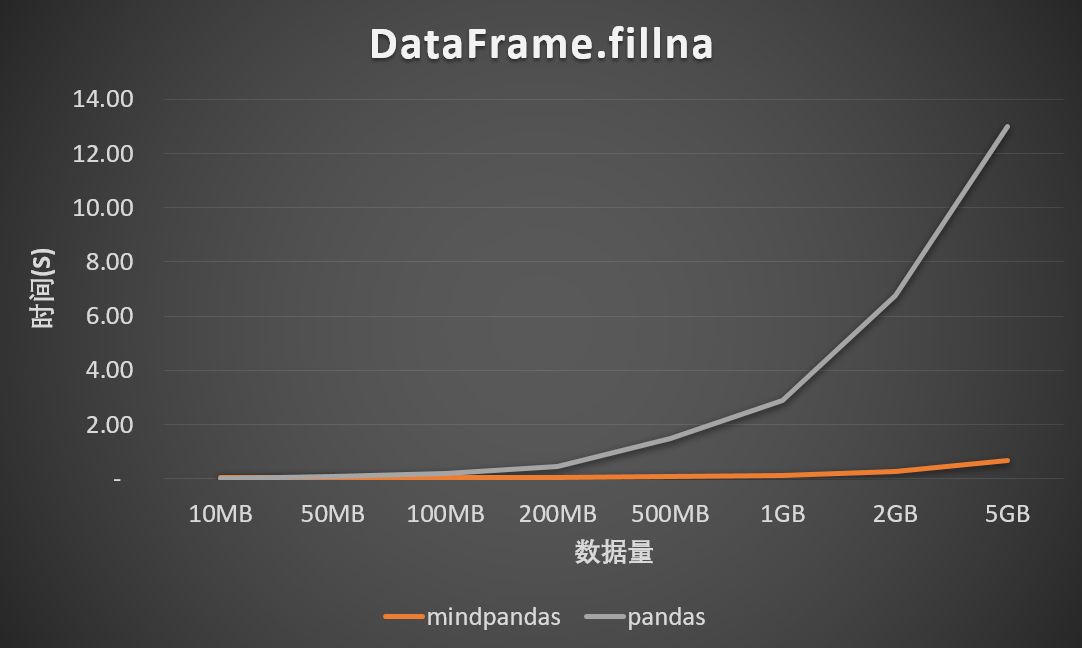 DataFrame.fillna
14.00
12.00
10.00
8.00
6.00
4.00
2.00
-
时间(S)
10MB 50MB 100MB 200MB 500MB 1GB 2GB 5GB
数据量
mindpandas pandas